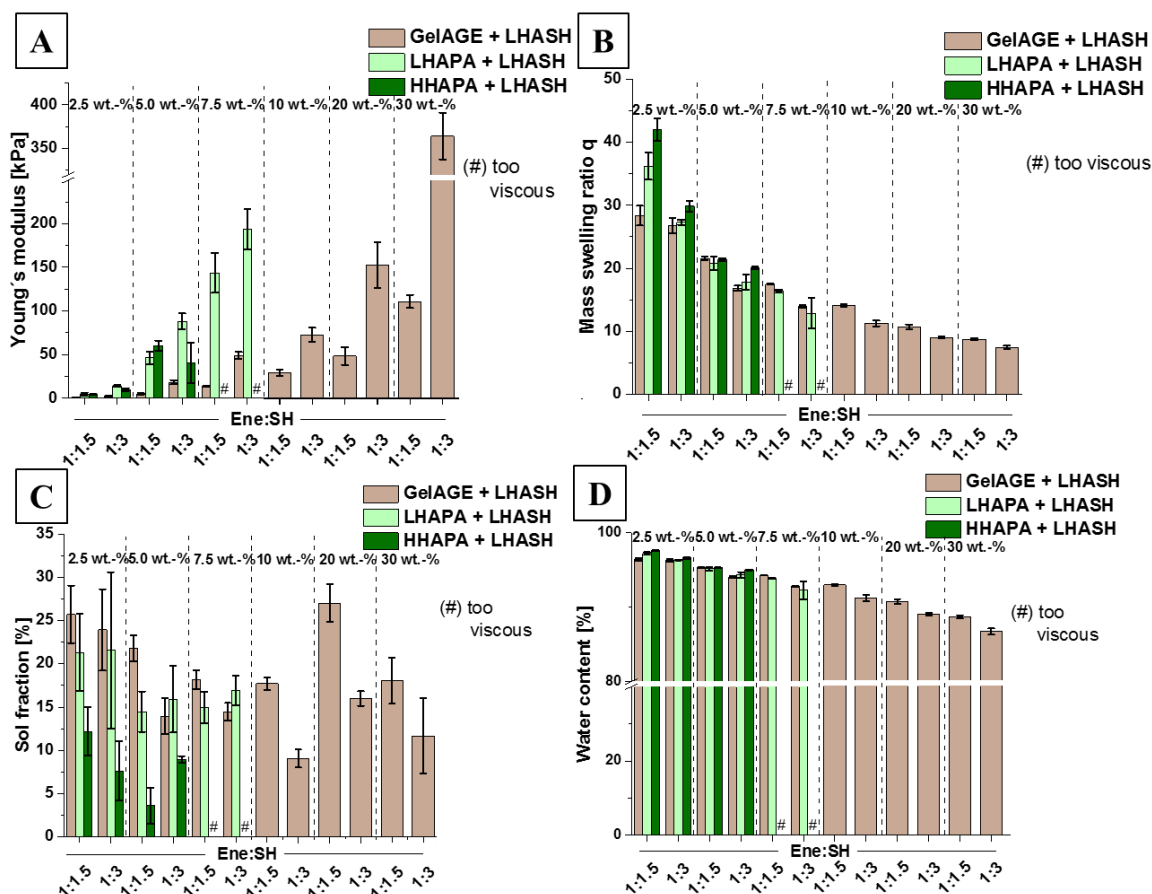 A
GelAGE + LHASH
LHAPA + LHASH
HHAPA + LHASH
2.5 wt.-% 5.0 wt.-% 7.5 wt.-% 10 wt.-% 20 wt.-% 30 wt.-%
400
350
200
150
100
50
0
Young´s modulus [kPa]
(#) too
viscous
# #
Ene:SH
1:1.5 1:3 1:1.5 1:3 1:1.5 1:3 1:1.5 1:3 1:1.5 1:3 1:1.5 1:3
B
GelAGE + LHASH
LHAPA + LHASH
HHAPA + LHASH
2.5 wt.-% 5.0 wt.-% 7.5 wt.-% 10 wt.-% 20 wt.-% 30 wt.-%
40
30
20
10
0
Mass swelling ratio q
(#) too
viscous
# #
Ene:SH
1:1.5 1:3 1:1.5 1:3 1:1.5 1:3 1:1.5 1:3 1:1.5 1:3 1:1.5 1:3
C
GelAGE + LHASH
LHAPA + LHASH
HHAPA + LHASH
2.5 wt.-% 5.0 wt.-% 7.5 wt.-% 10 wt.-% 20 wt.-% 30 wt.-%
35
30
25
20
15
10
5
0
Sol fraction [%]
(#) too
viscous
# #
Ene:SH
1:1.5 1:3 1:1.5 1:3 1:1.5 1:3 1:1.5 1:3 1:1.5 1:3 1:1.5 1:3
D
GelAGE + LHASH
LHAPA + LHASH
HHAPA + LHASH
2.5 wt.-% 5.0 wt.-% 7.5 wt.-% 10 wt.-% 20 wt.-% 30 wt.-%
100
80
20
0
Water content [%]
(#) too
viscous
# #
Ene:SH
1:1.5 1:3 1:1.5 1:3 1:1.5 1:3 1:1.5 1:3 1:1.5 1:3 1:1.5 1:3